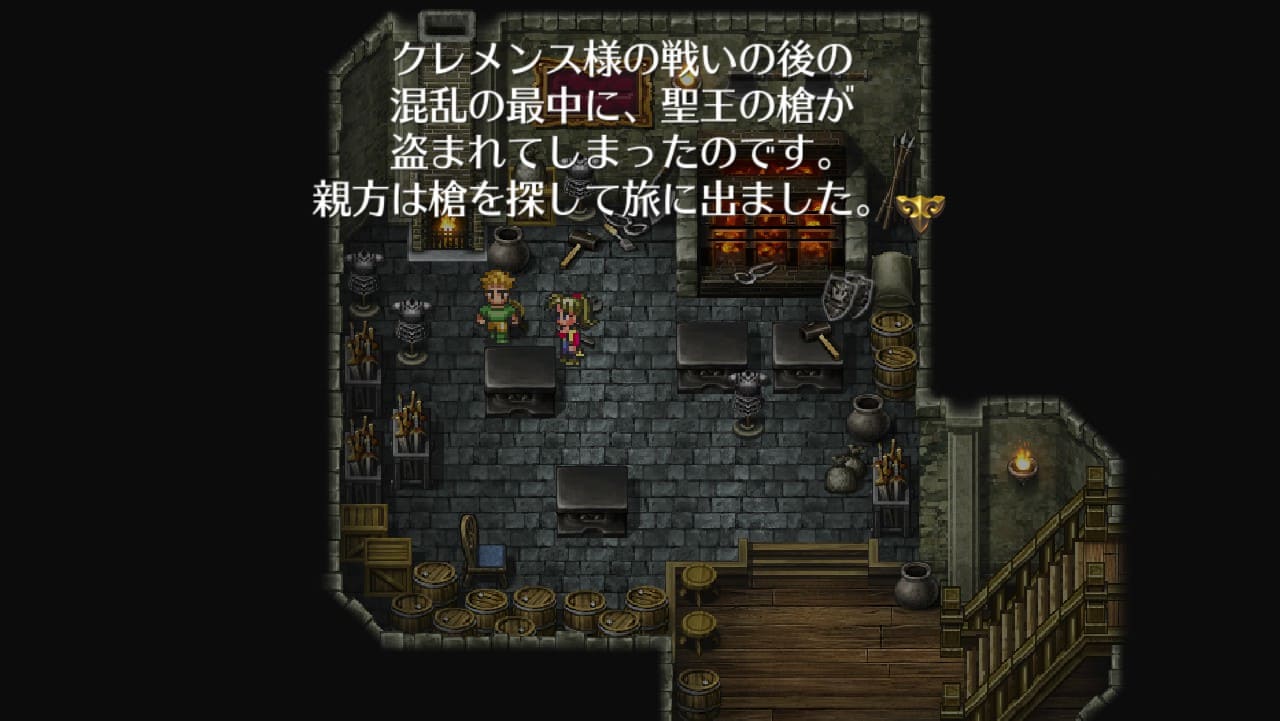 クレメンス様の戦いの後の
混乱の最中に、聖王の槍が
盗まれてしまったのです。
親方は槍を探して旅に出ました。